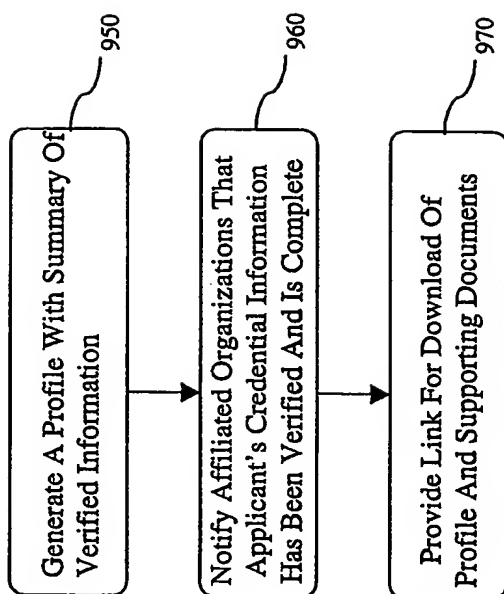 Generate A Profile With Summary Of
Verified Information
950
Notify Affiliated Organizations That
Applicant's Credential Information
Has Been Verified And Is Complete
960
Provide Link For Download Of
Profile And Supporting Documents
970